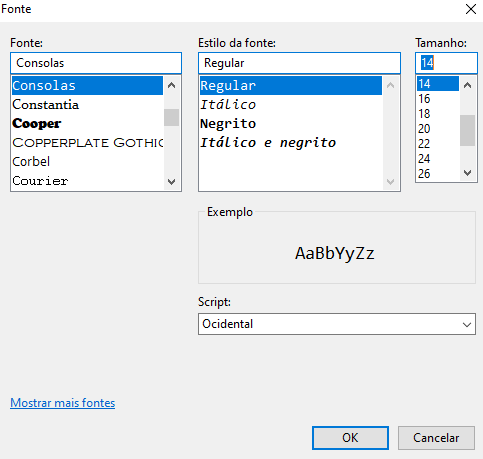 Fonte
Fonte:
Consolas
Consolas
Constantia
Cooper
COPPERPLATE GOTHIC
Corbel
Courier
Estilo da fonte:
Regular
Regular
Itálico
Negrito
Itálico e negrito
Tamanho:
14
14
16
18
20
22
24
26
Exemplo
AaBbYyZz
Script:
Ocidental
Mostrar mais fontes
OK
Cancelar